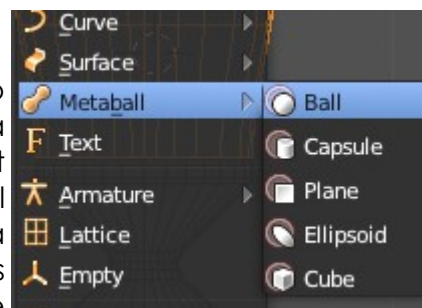 Curve
Surface
Metaball
Text
Armature
Lattice
Empty
Ball
Capsule
Plane
Ellipsoid
Cube